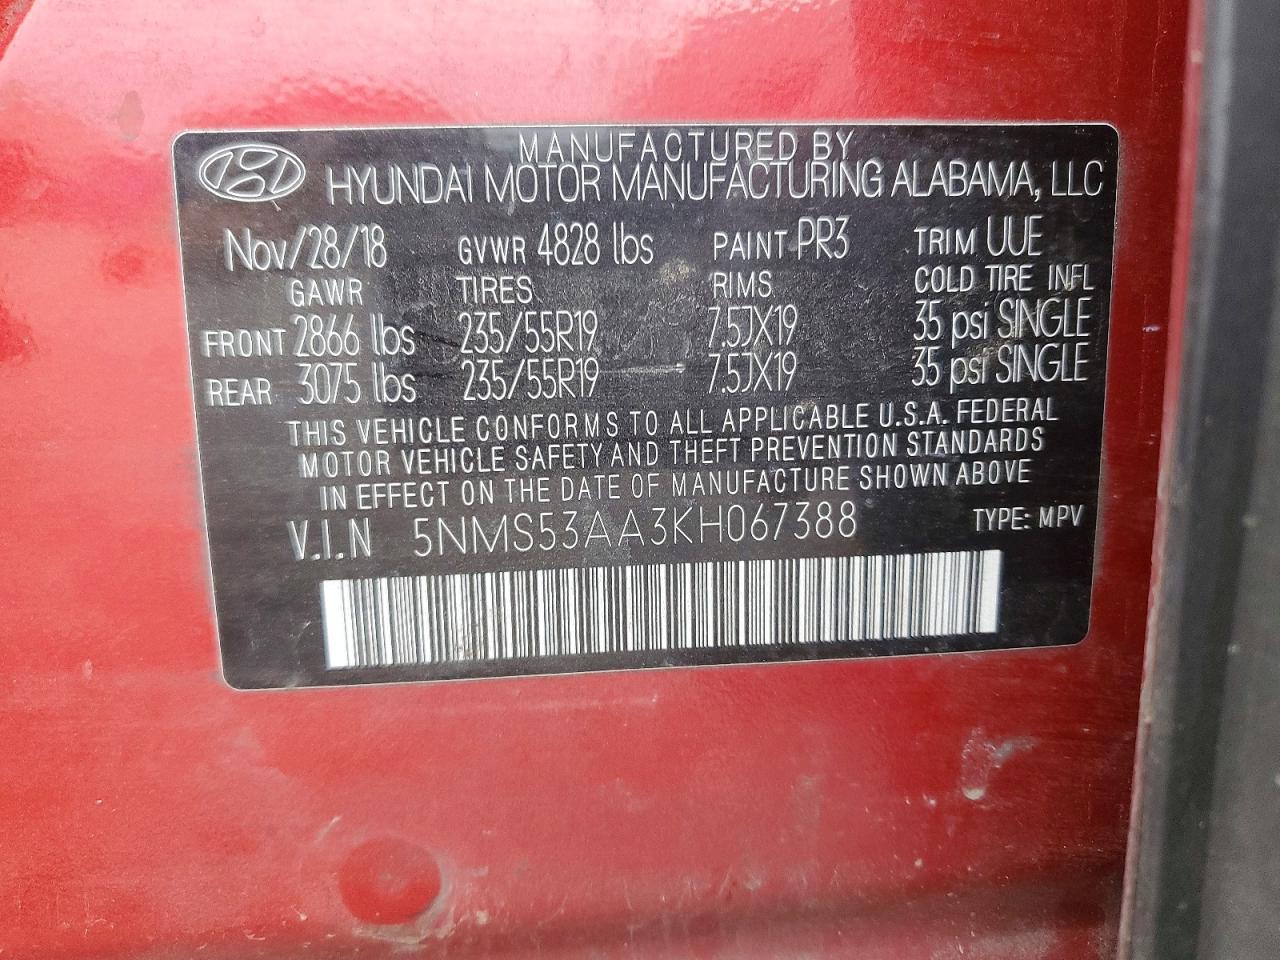 MANUFACTURED BY
HYUNDAI MOTOR MANUFACTURING ALABAMA, LLC
Nov/28/18 GVWR 4828 lbs PAINT PR3 TRIM UUE
GAWR TIRES RIMS COLD TIRE INFL
FRONT 2866 lbs 235/55R19 7.5JX19 35 psi SINGLE
REAR 3075 lbs 235/55R19 7.5JX19 35 psi SINGLE
THIS VEHICLE CONFORMS TO ALL APPLICABLE U.S.A. FEDERAL
MOTOR VEHICLE SAFETY AND THEFT PREVENTION STANDARDS
IN EFFECT ON THE DATE OF MANUFACTURE SHOWN ABOVE
V.I.N 5NMS53AA3KH067388 TYPE: MPV